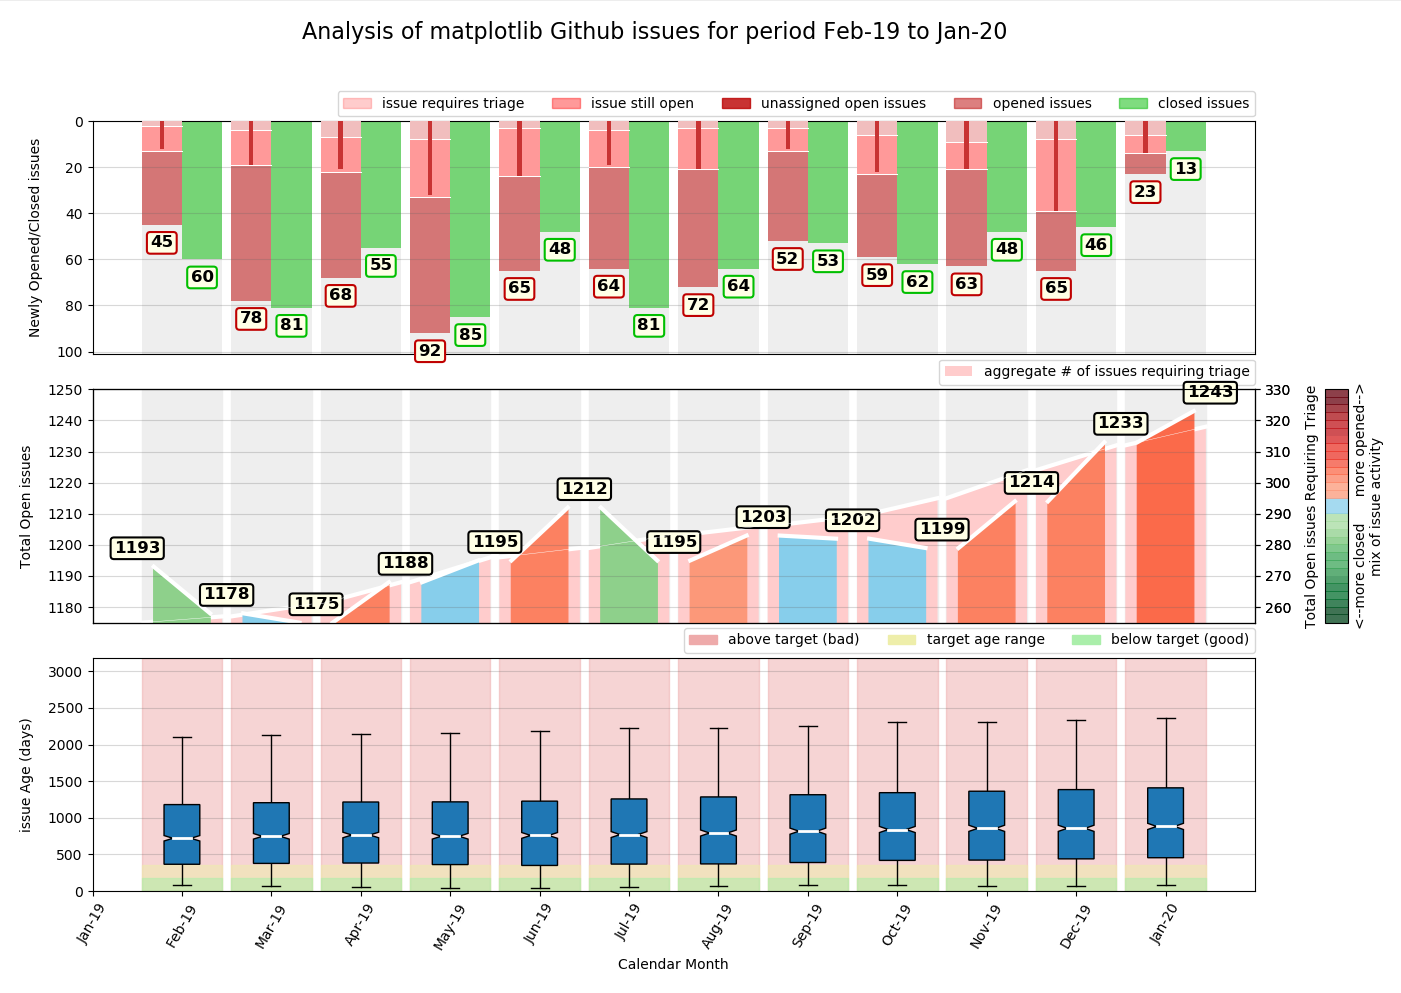 Analysis of matplotlib Github issues for period Feb-19 to Jan-20
issue requires triage issue still open unassigned open issues opened issues closed issues
Newly Opened/Closed issues
0
20
40
60
80
100
45 60 78 81 68 55 92 85 65 48 64 81 72 64 52 53 59 62 63 48 65 46 23 13
aggregate # of issues requiring triage
Total Open issues
1250
1240
1230
1220
1210
1200
1190
1180
1193 1178 1175 1188 1195 1212 1195 1203 1202 1199 1214 1233 1243
330
320
310
300
290
280
270
260
Total Open issues Requiring Triage
<--more closed more opened-->
mix of issue activity
above target (bad) target age range below target (good)
issue Age (days)
3000
2500
2000
1500
1000
500
0
Jan-19 Feb-19 Mar-19 Apr-19 May-19 Jun-19 Jul-19 Aug-19 Sep-19 Oct-19 Nov-19 Dec-19 Jan-20
Calendar Month